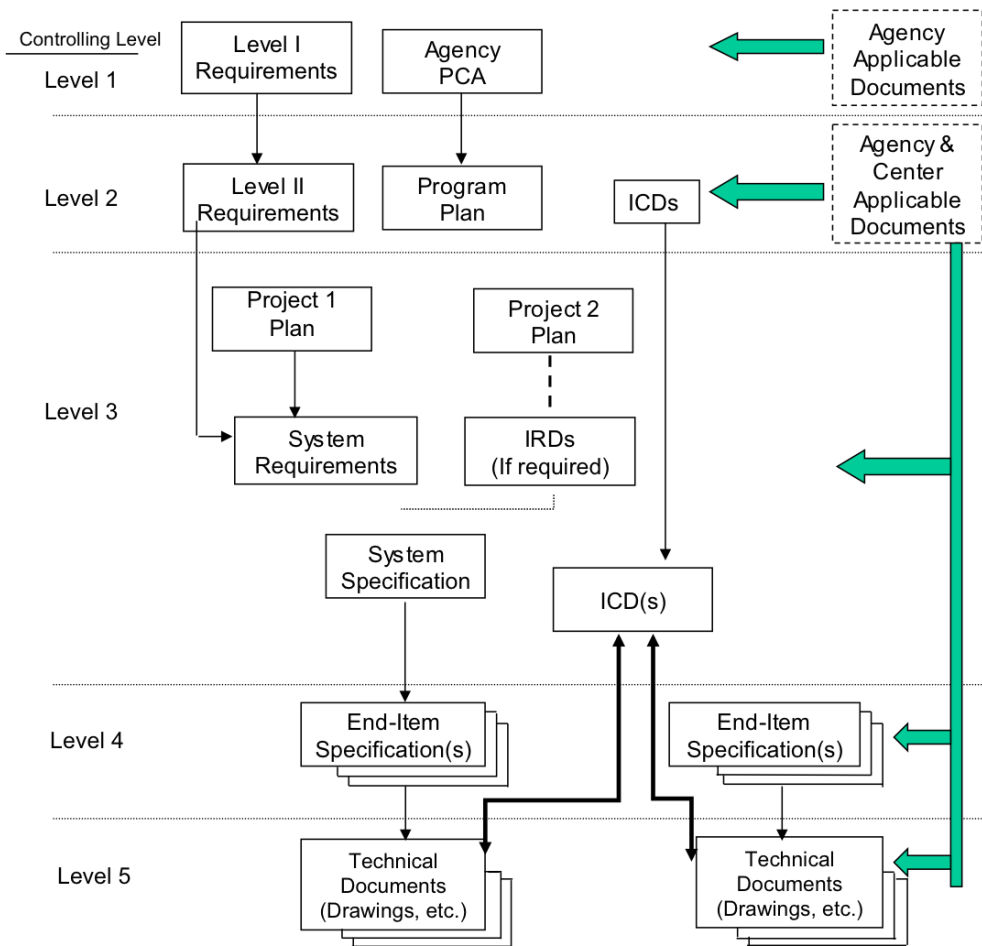 Controlling Level
Level 1
Level I
Requirements
Agency
PCA
Agency
Applicable
Documents
Level 2
Level II
Requirements
Program
Plan
ICDs
Agency &
Center
Applicable
Documents
Level 3
Project 1
Plan
Project 2
Plan
System
Requirements
IRDs
(If required)
System
Specification
ICD(s)
Level 4
End-Item
Specification(s)
End-Item
Specification(s)
Level 5
Technical
Documents
(Drawings, etc.)
Technical
Documents
(Drawings, etc.)